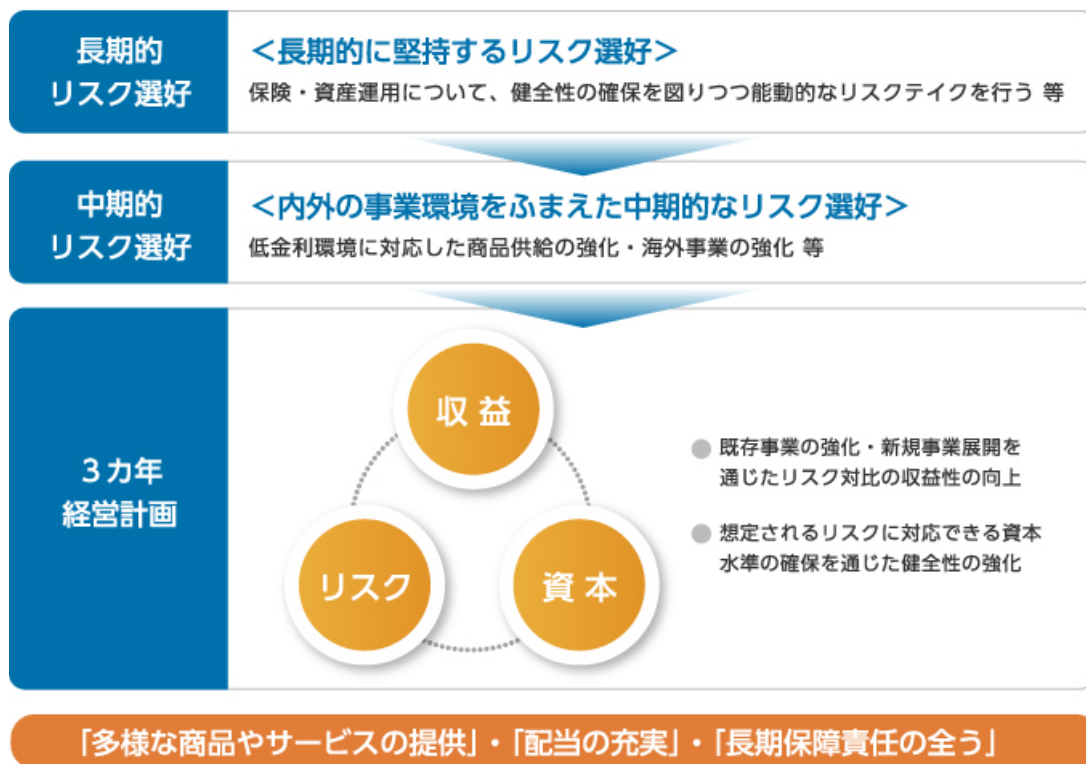 長期的
リスク選好
＜長期的に堅持するリスク選好＞
保険・資産運用について、健全性の確保を図りつつ能動的なリスクテイクを行う 等
中期的
リスク選好
＜内外の事業環境をふまえた中期的なリスク選好＞
低金利環境に対応した商品供給の強化・海外事業の強化 等
3カ年
経営計画
収益
リスク
資本
● 既存事業の強化・新規事業展開を
通じたリスク対比の収益性の向上
● 想定されるリスクに対応できる資本
水準の確保を通じた健全性の強化
「多様な商品やサービスの提供」・「配当の充実」・「長期保障責任の全う」